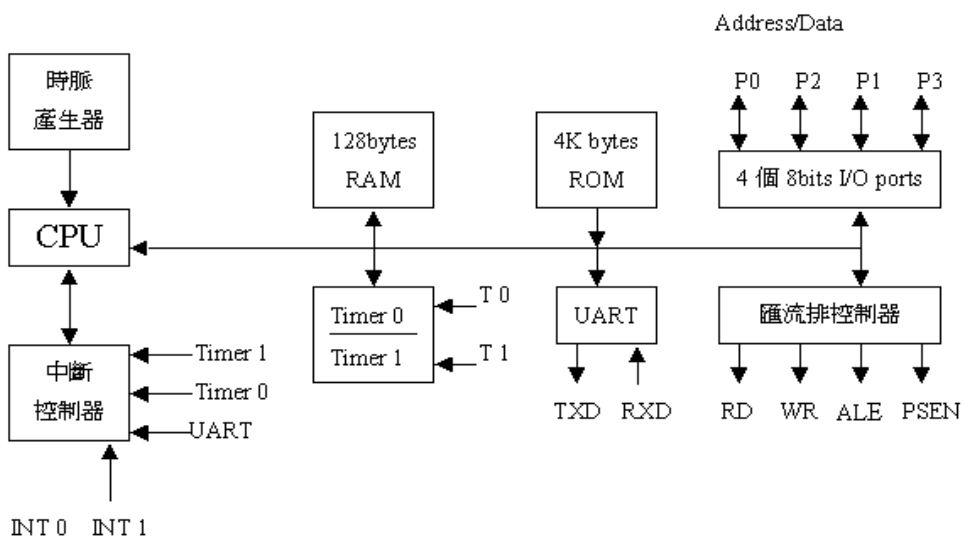 Address/Data
P0 P2 P1 P3
時脈
產生器
128bytes
RAM
4K bytes
ROM
4 個 8bits I/O ports
CPU
Timer 0
Timer 1
T 0
T 1
UART
匯流排控制器
TXD RXD
RD WR ALE PSEN
中斷
控制器
Timer 1
Timer 0
UART
INT 0 INT 1